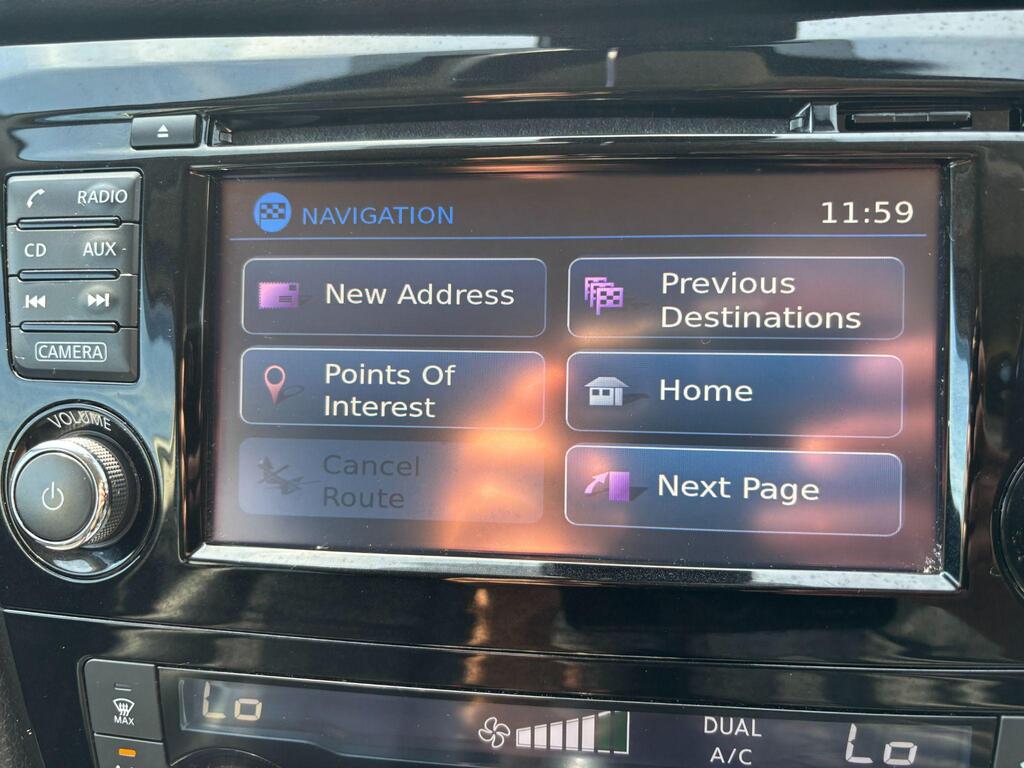 RADIO
CD AUX
CAMERA
VOLUME
NAVIGATION 11:59
New Address
Previous
Destinations
Points Of
Interest
Home
Cancel
Route
Next Page
MAX
Lo
DUAL
A/C
Lo